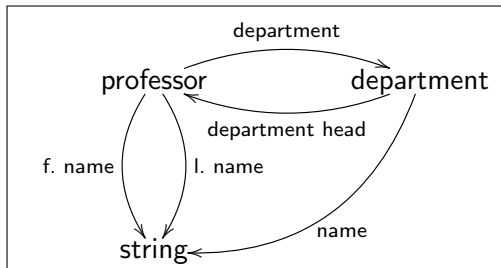 department
professor department
department head
f. name l. name
name
string